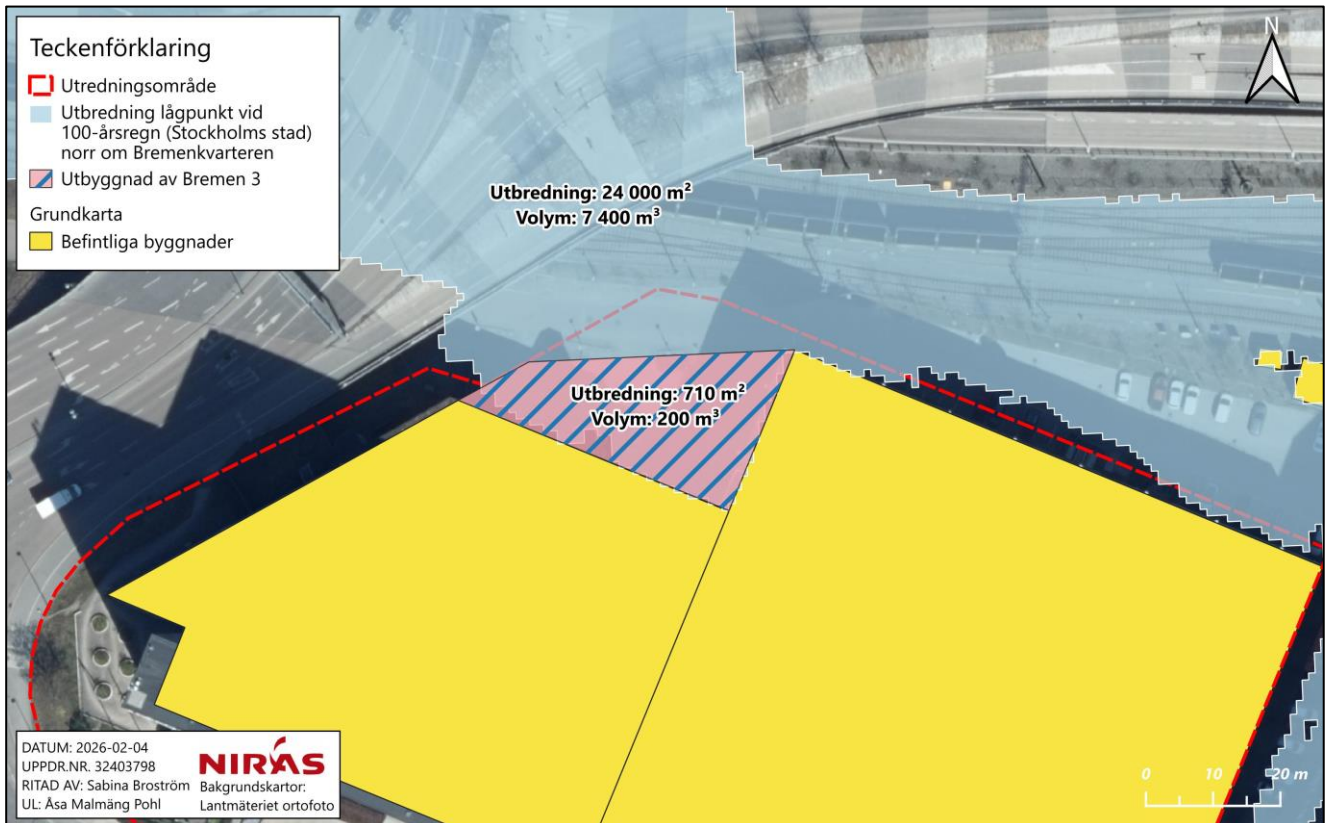 Teckenförklaring
Utredningsområde
Utbredning lågpunkt vid
100-årsregn (Stockholms stad)
norr om Bremenkvarteren
Utbyggnad av Bremen 3
Grundkarta
Befintliga byggnader
N
Utbredning: 24 000 m²
Volym: 7 400 m³
Utbredning: 710 m²
Volym: 200 m³
DATUM: 2026-02-04
UPPDR.NR. 32403798
RITAD AV: Sabina Broström
UL: Åsa Malmäng Pohl
NIRAS
Bakgrundskartor:
Lantmäteriet ortofoto
0 10 20 m